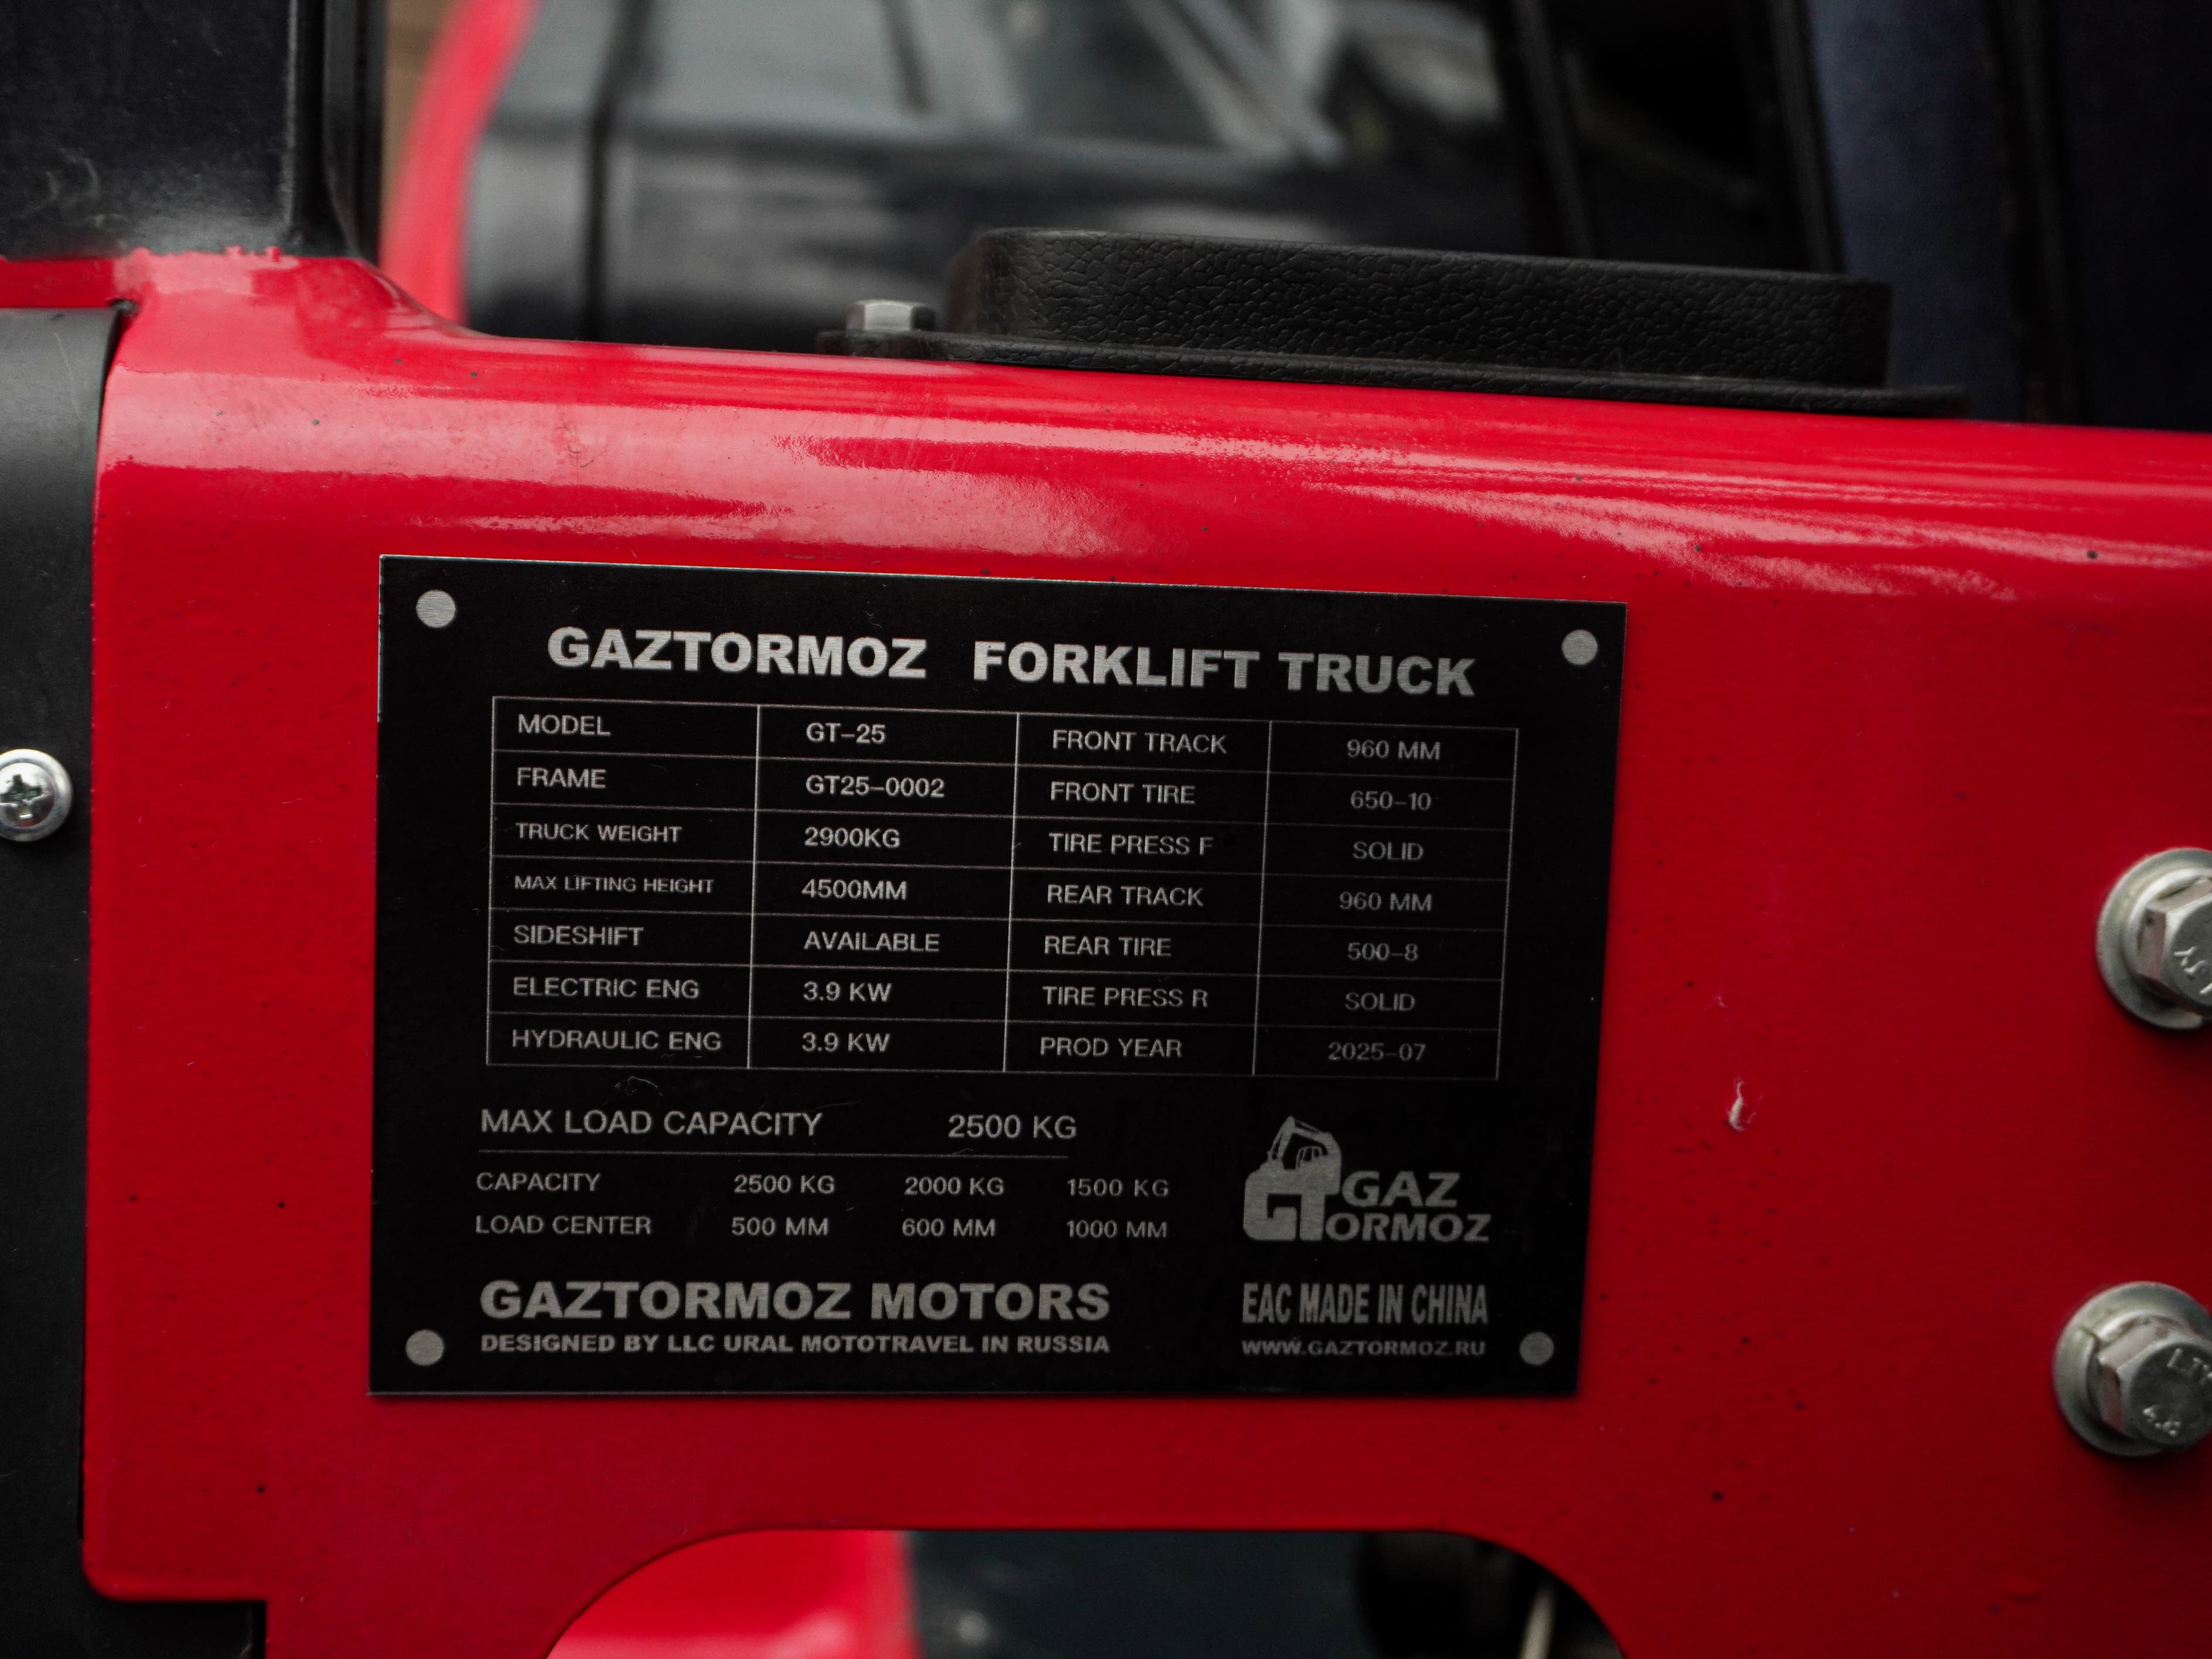 GAZTORMOZ FORKLIFT TRUCK
MODEL GT-25 FRONT TRACK 960 MM
FRAME GT25-0002 FRONT TIRE 650-10
TRUCK WEIGHT 2900KG TIRE PRESS F SOLID
MAX LIFTING HEIGHT 4500MM REAR TRACK 960 MM
SIDESHIFT AVAILABLE REAR TIRE 500-8
ELECTRIC ENG 3.9 KW TIRE PRESS R SOLID
HYDRAULIC ENG 3.9 KW PROD YEAR 2025-07
MAX LOAD CAPACITY 2500 KG
CAPACITY 2500 KG 2000 KG 1500 KG
LOAD CENTER 500 MM 600 MM 1000 MM
GT GAZ
TORMOZ
GAZTORMOZ MOTORS
DESIGNED BY LLC URAL MOTOTRAVEL IN RUSSIA
EAC MADE IN CHINA
WWW.GAZTORMOZ.RU